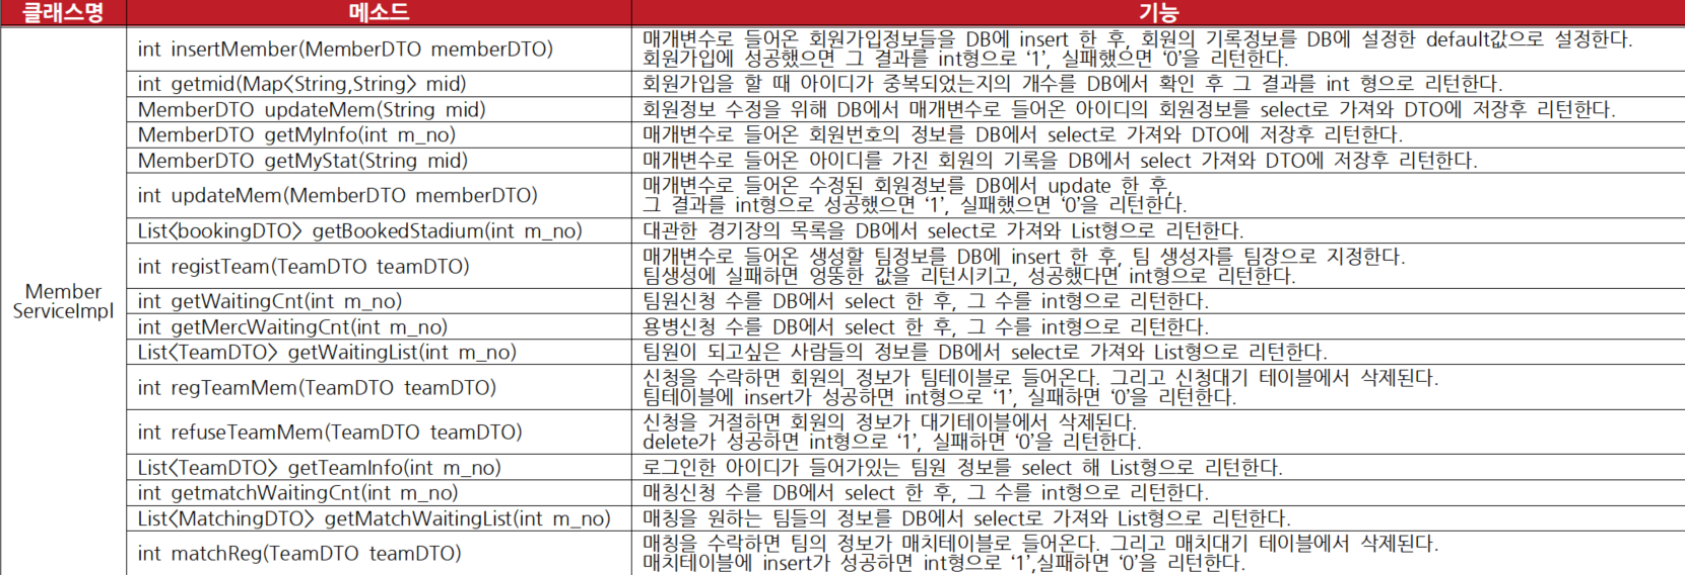 클래스명 메소드 기능
Member
ServiceImpl
int insertMember(MemberDTO memberDTO)
매개변수로 들어온 회원가입정보들을 DB에 insert 한 후, 회원의 기록정보를 DB에 설정한 default값으로 설정한다.
회원가입에 성공했으면 그 결과를 int형으로 ‘1’, 실패했으면 ‘0’을 리턴한다.
int getmid(Map<String,String> mid)
회원가입을 할 때 아이디가 중복되었는지의 개수를 DB에서 확인 후 그 결과를 int 형으로 리턴한다.
MemberDTO updateMem(String mid)
회원정보 수정을 위해 DB에서 매개변수로 들어온 아이디의 회원정보를 select로 가져와 DTO에 저장후 리턴한다.
MemberDTO getMyInfo(int m_no)
매개변수로 들어온 회원번호의 정보를 DB에서 select로 가져와 DTO에 저장후 리턴한다.
MemberDTO getMyStat(String mid)
매개변수로 들어온 아이디를 가진 회원의 기록을 DB에서 select 가져와 DTO에 저장후 리턴한다.
int updateMem(MemberDTO memberDTO)
매개변수로 들어온 수정된 회원정보를 DB에서 update 한 후,
그 결과를 int형으로 성공했으면 ‘1’, 실패했으면 ‘0’을 리턴한다.
List<bookingDTO> getBookedStadium(int m_no)
대관한 경기장의 목록을 DB에서 select로 가져와 List형으로 리턴한다.
int registTeam(TeamDTO teamDTO)
매개변수로 들어온 생성할 팀정보를 DB에 insert 한 후, 팀 생성자를 팀장으로 지정한다.
팀생성에 실패하면 엉뚱한 값을 리턴시키고, 성공했다면 int형으로 리턴한다.
int getWaitingCnt(int m_no)
팀원신청 수를 DB에서 select 한 후, 그 수를 int형으로 리턴한다.
int getMercWaitingCnt(int m_no)
용병신청 수를 DB에서 select 한 후, 그 수를 int형으로 리턴한다.
List<TeamDTO> getWaitingList(int m_no)
팀원이 되고싶은 사람들의 정보를 DB에서 select로 가져와 List형으로 리턴한다.
int regTeamMem(TeamDTO teamDTO)
신청을 수락하면 회원의 정보가 팀테이블로 들어온다. 그리고 신청대기 테이블에서 삭제된다.
팀테이블에 insert가 성공하면 int형으로 ‘1’, 실패하면 ‘0’을 리턴한다.
int refuseTeamMem(TeamDTO teamDTO)
신청을 거절하면 회원의 정보가 대기테이블에서 삭제된다.
delete가 성공하면 int형으로 ‘1’, 실패하면 ‘0’을 리턴한다.
List<TeamDTO> getTeamInfo(int m_no)
로그인한 아이디가 들어가있는 팀원 정보를 select 해 List형으로 리턴한다.
int getmatchWaitingCnt(int m_no)
매칭신청 수를 DB에서 select 한 후, 그 수를 int형으로 리턴한다.
List<MatchingDTO> getMatchWaitingList(int m_no)
매칭을 원하는 팀들의 정보를 DB에서 select로 가져와 List형으로 리턴한다.
int matchReg(TeamDTO teamDTO)
매칭을 수락하면 팀의 정보가 매치테이블로 들어온다. 그리고 매치대기 테이블에서 삭제된다.
매치테이블에 insert가 성공하면 int형으로 ‘1’,실패하면 ‘0’을 리턴한다.